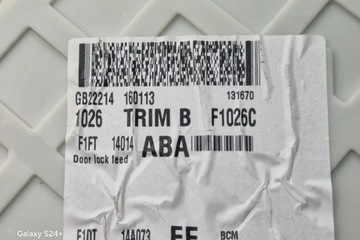 GB22214 160113 131670
1026 TRIM B F1026C
F1FT 14014 ABA
Door lock feed
F1DT 14A073 EE BCM
Galaxy S24+